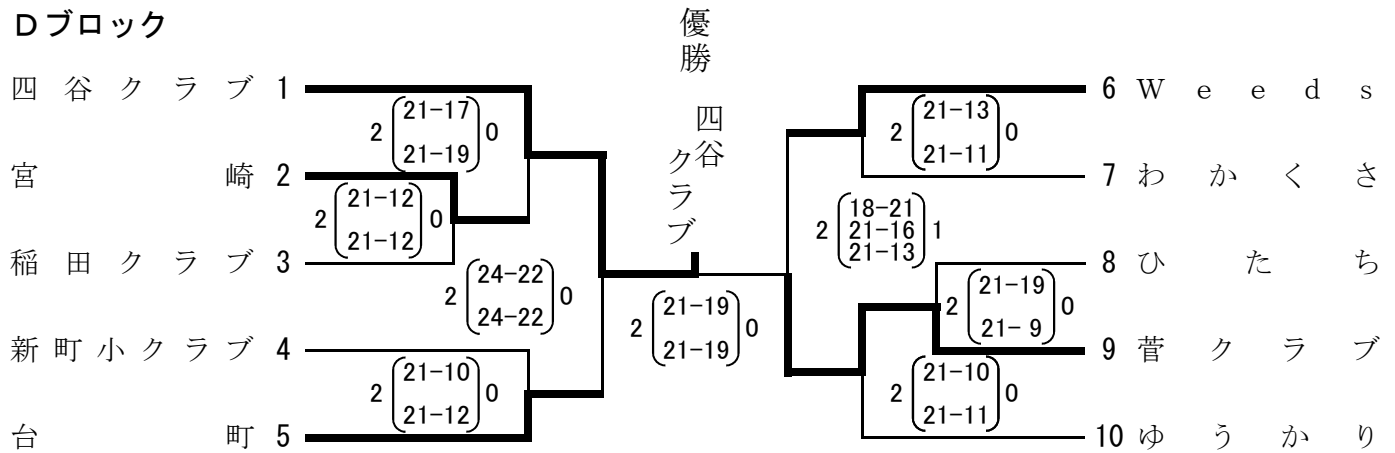 Dブロック
優勝 四谷クラブ
四谷クラブ 1
2 (21-17 21-19) 0
宮崎 2
2 (21-12 21-12) 0
稲田クラブ 3
2 (24-22 24-22) 0
新町小クラブ 4
2 (21-10 21-12) 0
台町 5
2 (21-19 21-19) 0
6 Weeds
2 (21-13 21-11) 0
7 わかくさ
2 (18-21 21-16 21-13) 1
8 ひたち
2 (21-19 21-9) 0
9 菅クラブ
2 (21-10 21-11) 0
10 ゆうかり